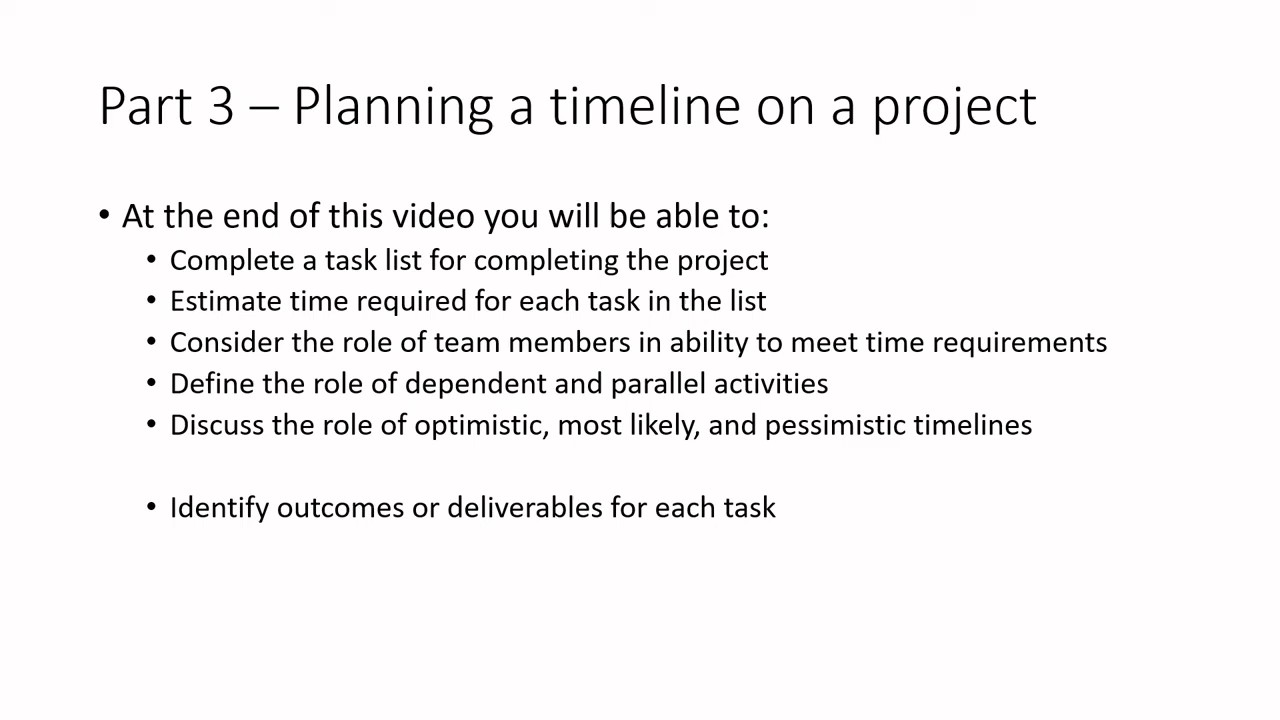 Part 3 – Planning a timeline on a project
• At the end of this video you will be able to:
• Complete a task list for completing the project
• Estimate time required for each task in the list
• Consider the role of team members in ability to meet time requirements
• Define the role of dependent and parallel activities
• Discuss the role of optimistic, most likely, and pessimistic timelines
• Identify outcomes or deliverables for each task